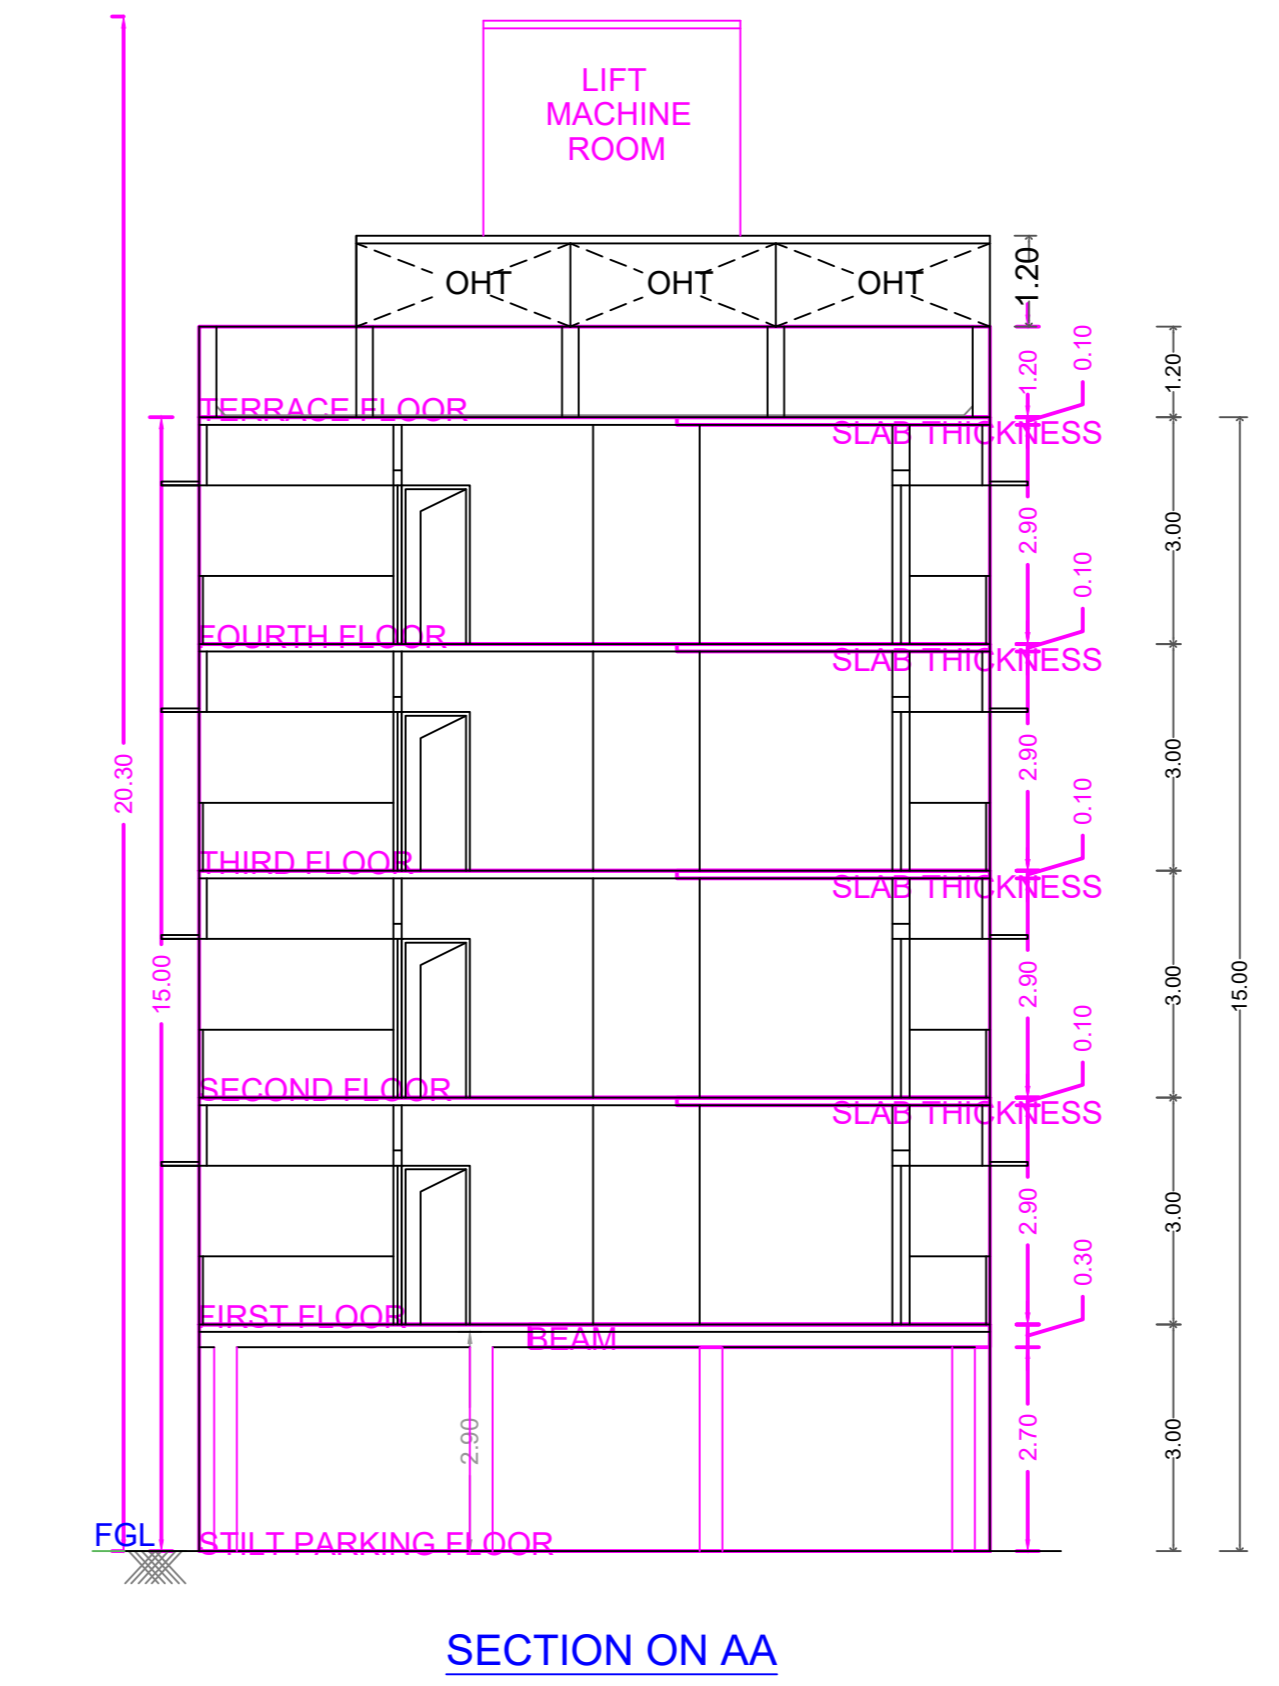 LIFT
MACHINE
ROOM
OHT OHT OHT
1.20
1.20 0.10 1.20
TERRACE FLOOR
SLAB THICKNESS
2.90 3.00
0.10
FOURTH FLOOR
SLAB THICKNESS
20.30 2.90 3.00
0.10
THIRD FLOOR
SLAB THICKNESS
15.00 2.90 3.00 15.00
0.10
SECOND FLOOR
SLAB THICKNESS
2.90 3.00
0.30
FIRST FLOOR
BEAM
2.90 2.70 3.00
FGL
STILT PARKING FLOOR
SECTION ON AA